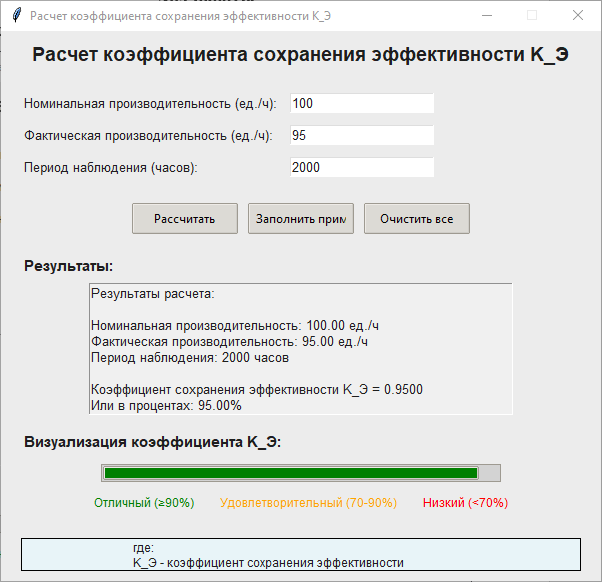 Расчет коэффициента сохранения эффективности К_Э
Расчет коэффициента сохранения эффективности К_Э
Номинальная производительность (ед./ч): 100
Фактическая производительность (ед./ч): 95
Период наблюдения (часов): 2000
Рассчитать Заполнить прим Очистить все
Результаты:
Результаты расчета:
Номинальная производительность: 100.00 ед./ч
Фактическая производительность: 95.00 ед./ч
Период наблюдения: 2000 часов
Коэффициент сохранения эффективности К_Э = 0.9500
Или в процентах: 95.00%
Визуализация коэффициента К_Э:
Отличный (≥90%) Удовлетворительный (70-90%) Низкий (<70%)
где:
К_Э - коэффициент сохранения эффективности